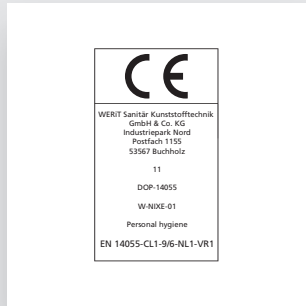 CE
WERiT Sanitär Kunststofftechnik
GmbH & Co. KG
Industriepark Nord
Postfach 1155
53567 Buchholz
11
DOP-14055
W-NIXE-01
Personal hygiene
EN 14055-CL1-9/6-NL1-VR1